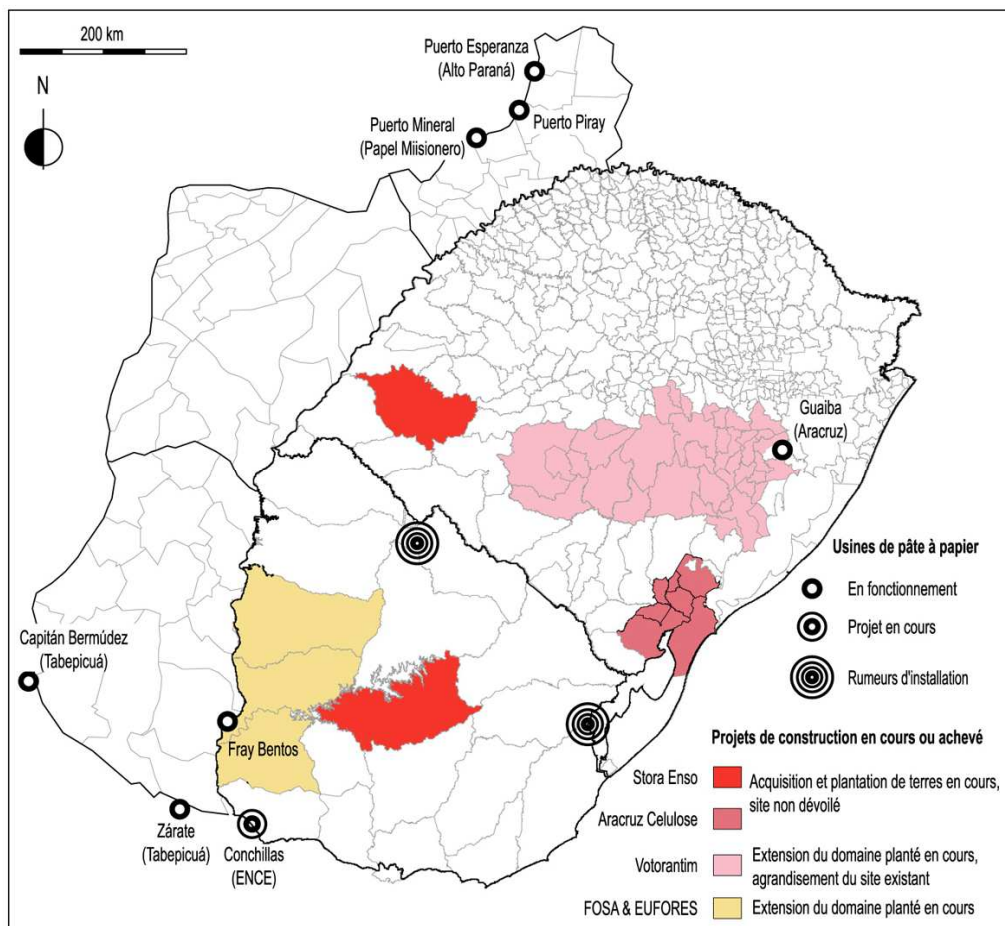 200 km
N
Puerto Esperanza
(Alto Paraná)
Puerto Piray
Puerto Mineral
(Papel Miisionero)
Guaiba
(Aracruz)
Capitán Bermúdez
(Tabepicuá)
Fray Bentos
Zárate
(Tabepicuá)
Conchillas
(ENCE)
Usines de pâte à papier
En fonctionnement
Projet en cours
Rumeurs d'installation
Projets de construction en cours ou achevé
Stora Enso
Acquisition et plantation de terres en cours,
site non dévoilé
Aracruz Celulose
Votorantim
Extension du domaine planté en cours,
agrandisement du site existant
FOSA & EUFORES
Extension du domaine planté en cours